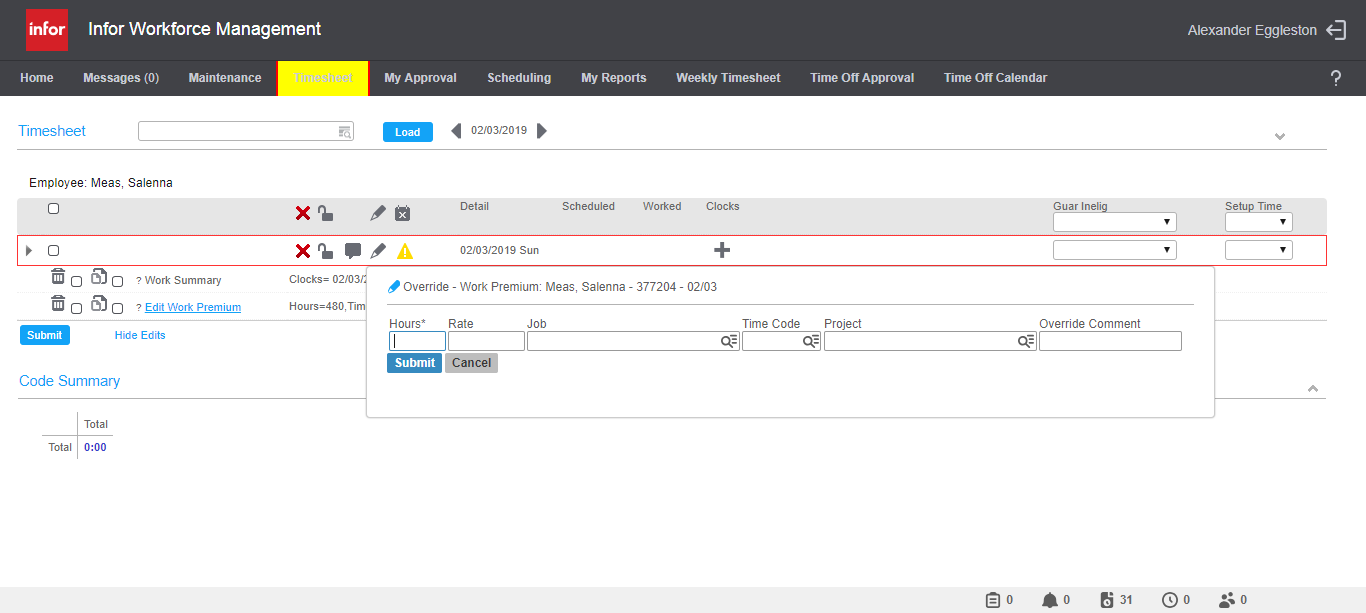 infor Infor Workforce Management Alexander Eggleston
Home Messages (0) Maintenance Timesheet My Approval Scheduling My Reports Weekly Timesheet Time Off Approval Time Off Calendar ?
Timesheet Load 02/03/2019
Employee: Meas, Salenna
Detail Scheduled Worked Clocks Guar Inelig Setup Time
02/03/2019 Sun
? Work Summary Clocks= 02/03/2
? Edit Work Premium Hours=480,Tim
Submit Hide Edits
Override - Work Premium: Meas, Salenna - 377204 - 02/03
Hours* Rate Job Time Code Project Override Comment
Submit Cancel
Code Summary
Total
Total 0:00
0 0 31 0 0